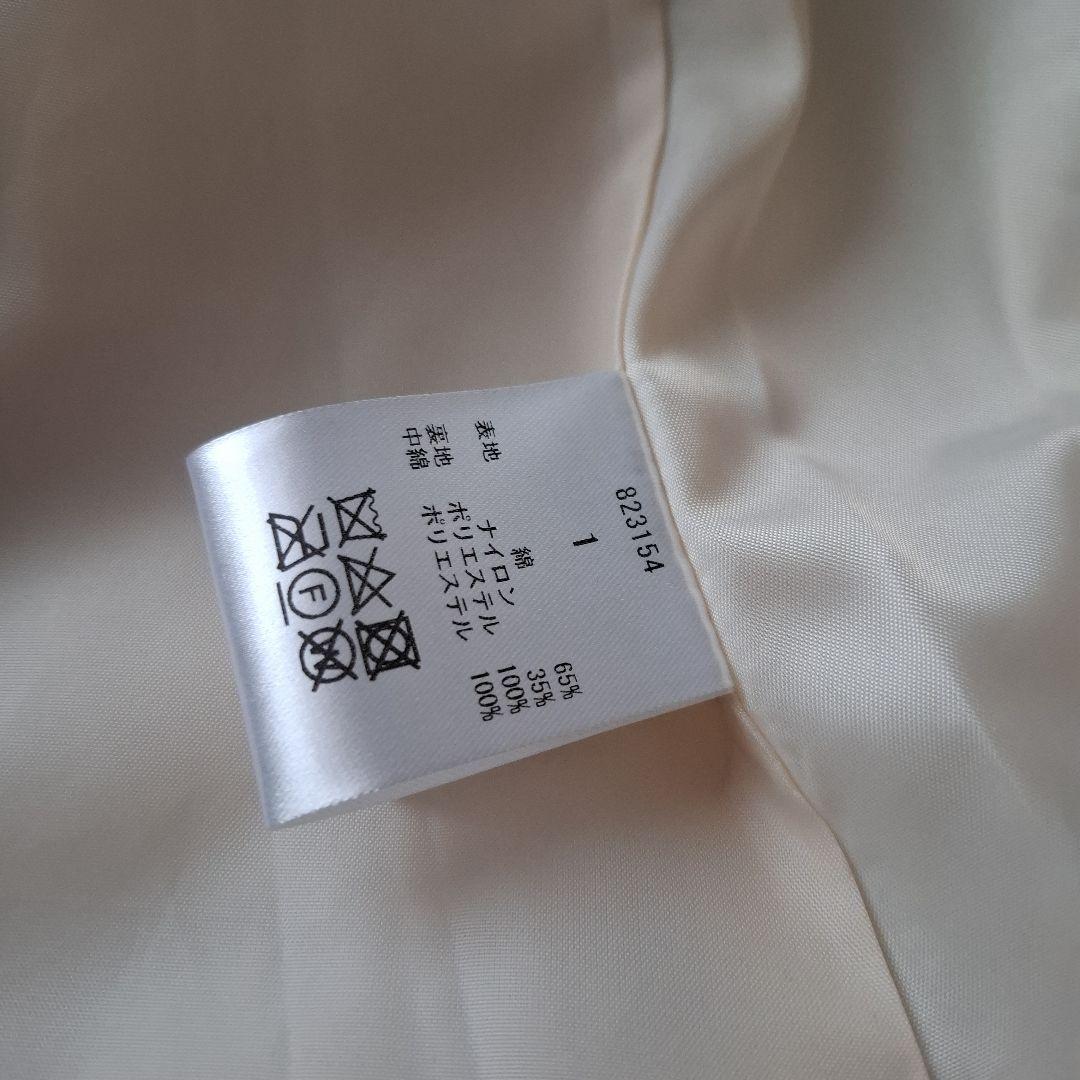 823154
1
表地 綿 65%
ナイロン 35%
裏地 ポリエステル 100%
中綿 ポリエステル 100%
F W